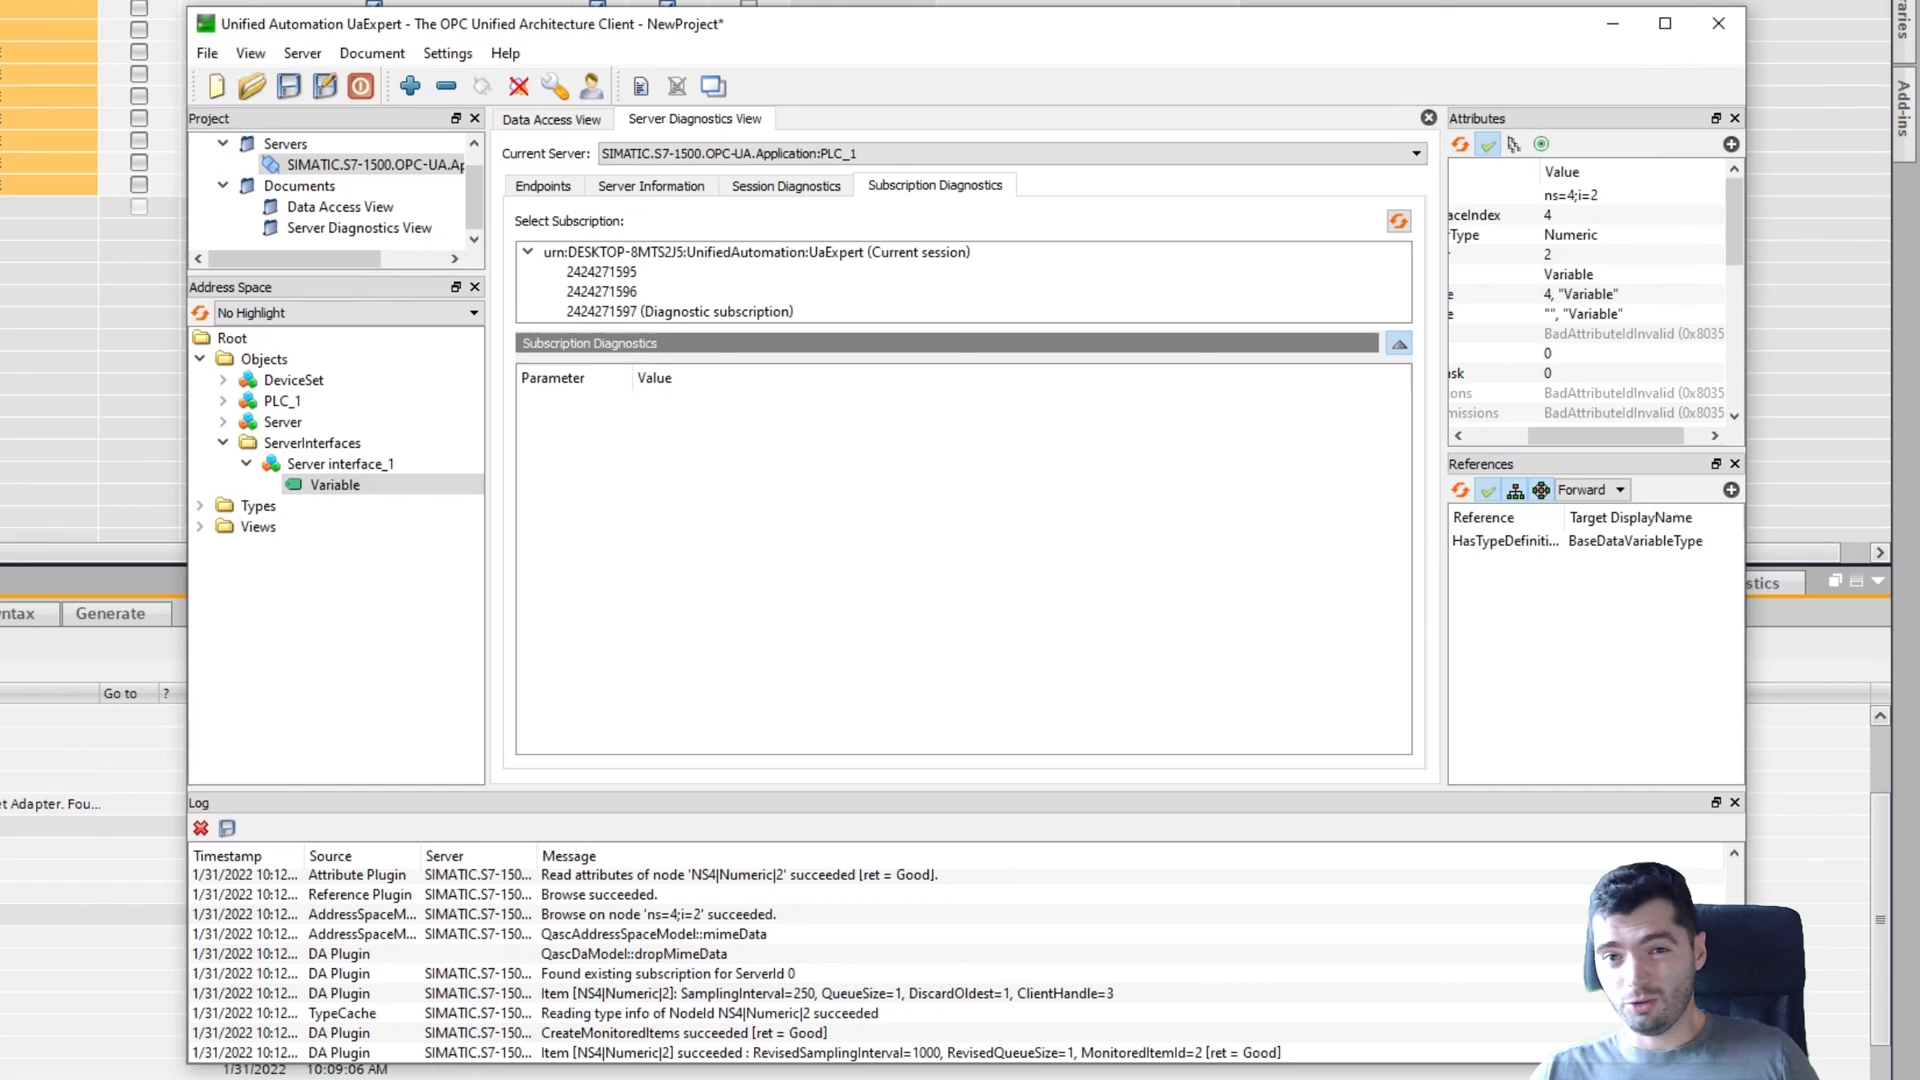 Unified Automation UaExpert - The OPC Unified Architecture Client - NewProject*
File View Server Document Settings Help
Project
Servers
SIMATIC.S7-1500.OPC-UA.Ap
Documents
Data Access View
Server Diagnostics View
Address Space
No Highlight
Root
Objects
DeviceSet
PLC_1
Server
ServerInterfaces
Server interface_1
Variable
Types
Views
Data Access View
Server Diagnostics View
Current Server: SIMATIC.S7-1500.OPC-UA.Application:PLC_1
Endpoints Server Information Session Diagnostics Subscription Diagnostics
Select Subscription:
urn:DESKTOP-8MTS2J5:UnifiedAutomation:UaExpert (Current session)
2424271595
2424271596
2424271597 (Diagnostic subscription)
Subscription Diagnostics
Parameter Value
Attributes
Value
ns=4;i=2
aceIndex 4
rType Numeric
2
Variable
e 4, "Variable"
e "", "Variable"
BadAttributeIdInvalid (0x8035
0
ask 0
ions BadAttributeIdInvalid (0x8035
missions BadAttributeIdInvalid (0x8035
References
Forward
Reference Target DisplayName
HasTypeDefiniti... BaseDataVariableType
Log
Timestamp Source Server Message
1/31/2022 10:12... Attribute Plugin SIMATIC.S7-150... Read attributes of node 'NS4|Numeric|2' succeeded [ret = Good].
1/31/2022 10:12... Reference Plugin SIMATIC.S7-150... Browse succeeded.
1/31/2022 10:12... AddressSpaceM... SIMATIC.S7-150... Browse on node 'ns=4;i=2' succeeded.
1/31/2022 10:12... AddressSpaceM... SIMATIC.S7-150... QascAddressSpaceModel::mimeData
1/31/2022 10:12... DA Plugin QascDaModel::dropMimeData
1/31/2022 10:12... DA Plugin SIMATIC.S7-150... Found existing subscription for ServerId 0
1/31/2022 10:12... DA Plugin SIMATIC.S7-150... Item [NS4|Numeric|2]: SamplingInterval=250, QueueSize=1, DiscardOldest=1, ClientHandle=3
1/31/2022 10:12... TypeCache SIMATIC.S7-150... Reading type info of NodeId NS4|Numeric|2 succeeded
1/31/2022 10:12... DA Plugin SIMATIC.S7-150... CreateMonitoredItems succeeded [ret = Good]
1/31/2022 10:12... DA Plugin SIMATIC.S7-150... Item [NS4|Numeric|2] succeeded : RevisedSamplingInterval=1000, RevisedQueueSize=1, MonitoredItemId=2 [ret = Good]
1/31/2022 10:09:06 AM
ntax Generate
Go to ?
et Adapter. Fou...
stics
raries
Add-ins